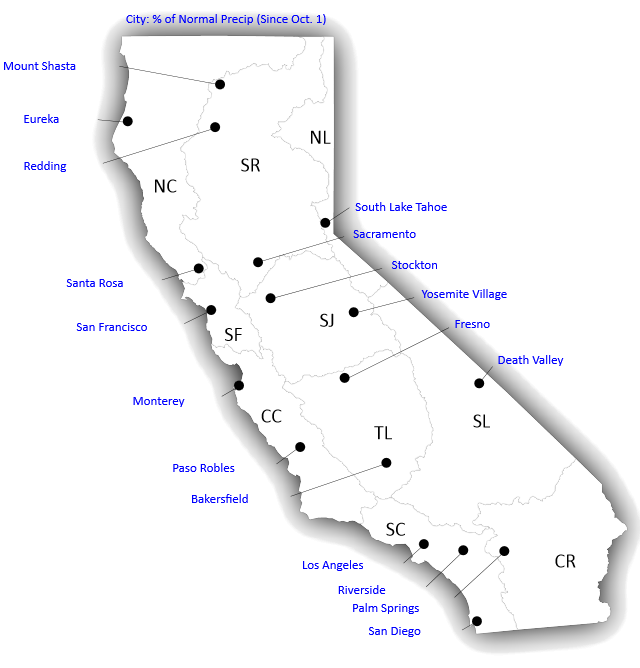 City: % of Normal Precip (Since Oct. 1)
Mount Shasta
Eureka
NL
Redding
SR
NC
South Lake Tahoe
Sacramento
Stockton
Santa Rosa
Yosemite Village
San Francisco
SJ
Fresno
SF
Death Valley
Monterey
CC
SL
TL
Paso Robles
Bakersfield
SC
Los Angeles
CR
Riverside
Palm Springs
San Diego